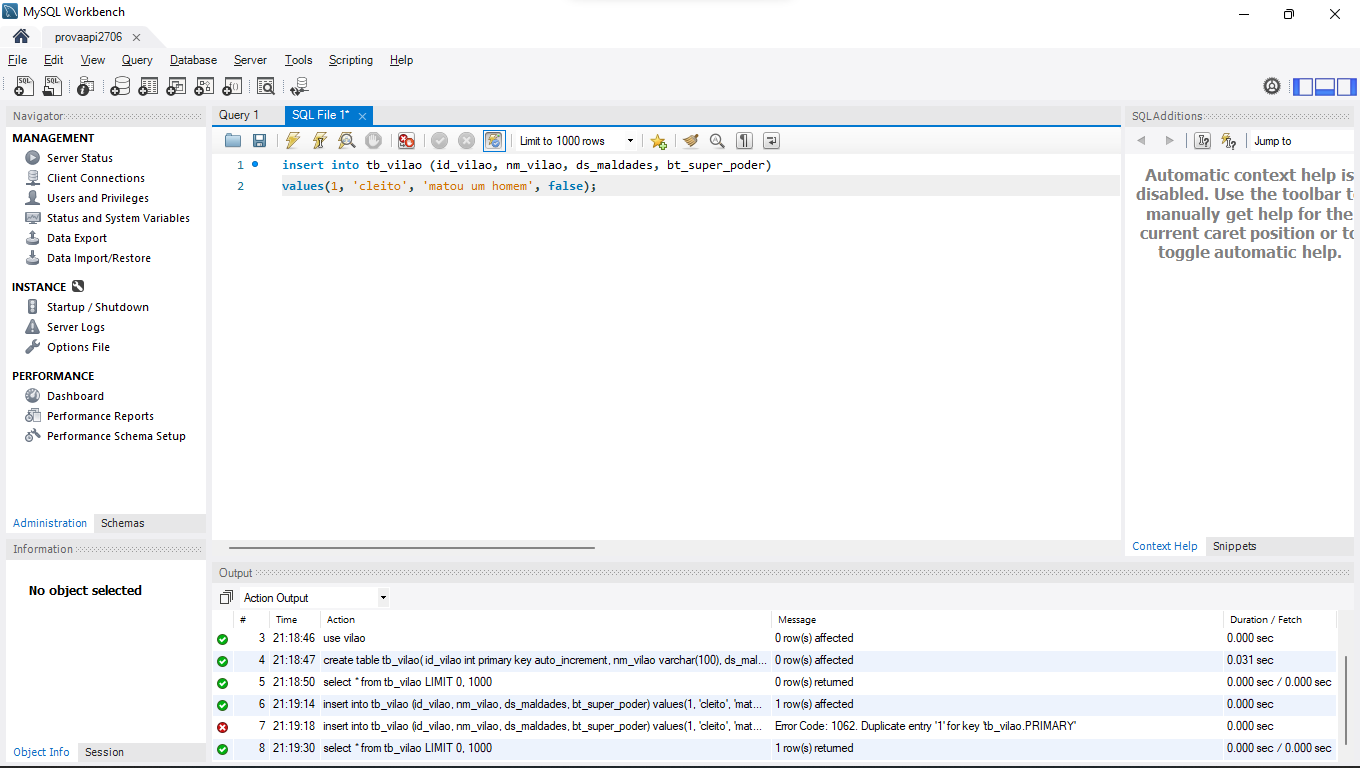 MySQL Workbench
provaapi2706
File Edit View Query Database Server Tools Scripting Help
Navigator
MANAGEMENT
Server Status
Client Connections
Users and Privileges
Status and System Variables
Data Export
Data Import/Restore
INSTANCE
Startup / Shutdown
Server Logs
Options File
PERFORMANCE
Dashboard
Performance Reports
Performance Schema Setup
Administration Schemas
Information
No object selected
Object Info Session
Query 1 SQL File 1*
Limit to 1000 rows
1 insert into tb_vilao (id_vilao, nm_vilao, ds_maldades, bt_super_poder)
2 values(1, 'cleito', 'matou um homem', false);
SQLAdditions
Jump to
Automatic context help is
disabled. Use the toolbar t
manually get help for the
current caret position or to
toggle automatic help.
Context Help Snippets
Output
Action Output
# Time Action Message Duration / Fetch
3 21:18:46 use vilao 0 row(s) affected 0.000 sec
4 21:18:47 create table tb_vilao( id_vilao int primary key auto_increment, nm_vilao varchar(100), ds_mal... 0 row(s) affected 0.031 sec
5 21:18:50 select * from tb_vilao LIMIT 0, 1000 0 row(s) returned 0.000 sec / 0.000 sec
6 21:19:14 insert into tb_vilao (id_vilao, nm_vilao, ds_maldades, bt_super_poder) values(1, 'cleito', 'mat... 1 row(s) affected 0.000 sec
7 21:19:18 insert into tb_vilao (id_vilao, nm_vilao, ds_maldades, bt_super_poder) values(1, 'cleito', 'mat... Error Code: 1062. Duplicate entry '1' for key 'tb_vilao.PRIMARY' 0.000 sec
8 21:19:30 select * from tb_vilao LIMIT 0, 1000 1 row(s) returned 0.000 sec / 0.000 sec